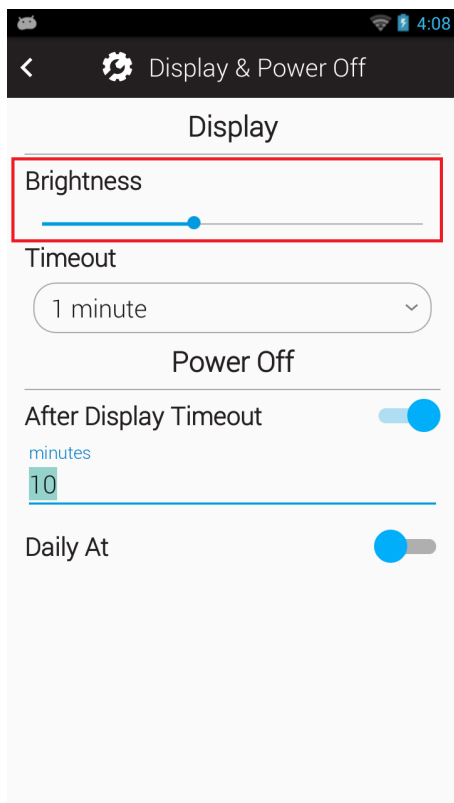 4:08
Display & Power Off
Display
Brightness
Timeout
1 minute
Power Off
After Display Timeout
minutes
10
Daily At